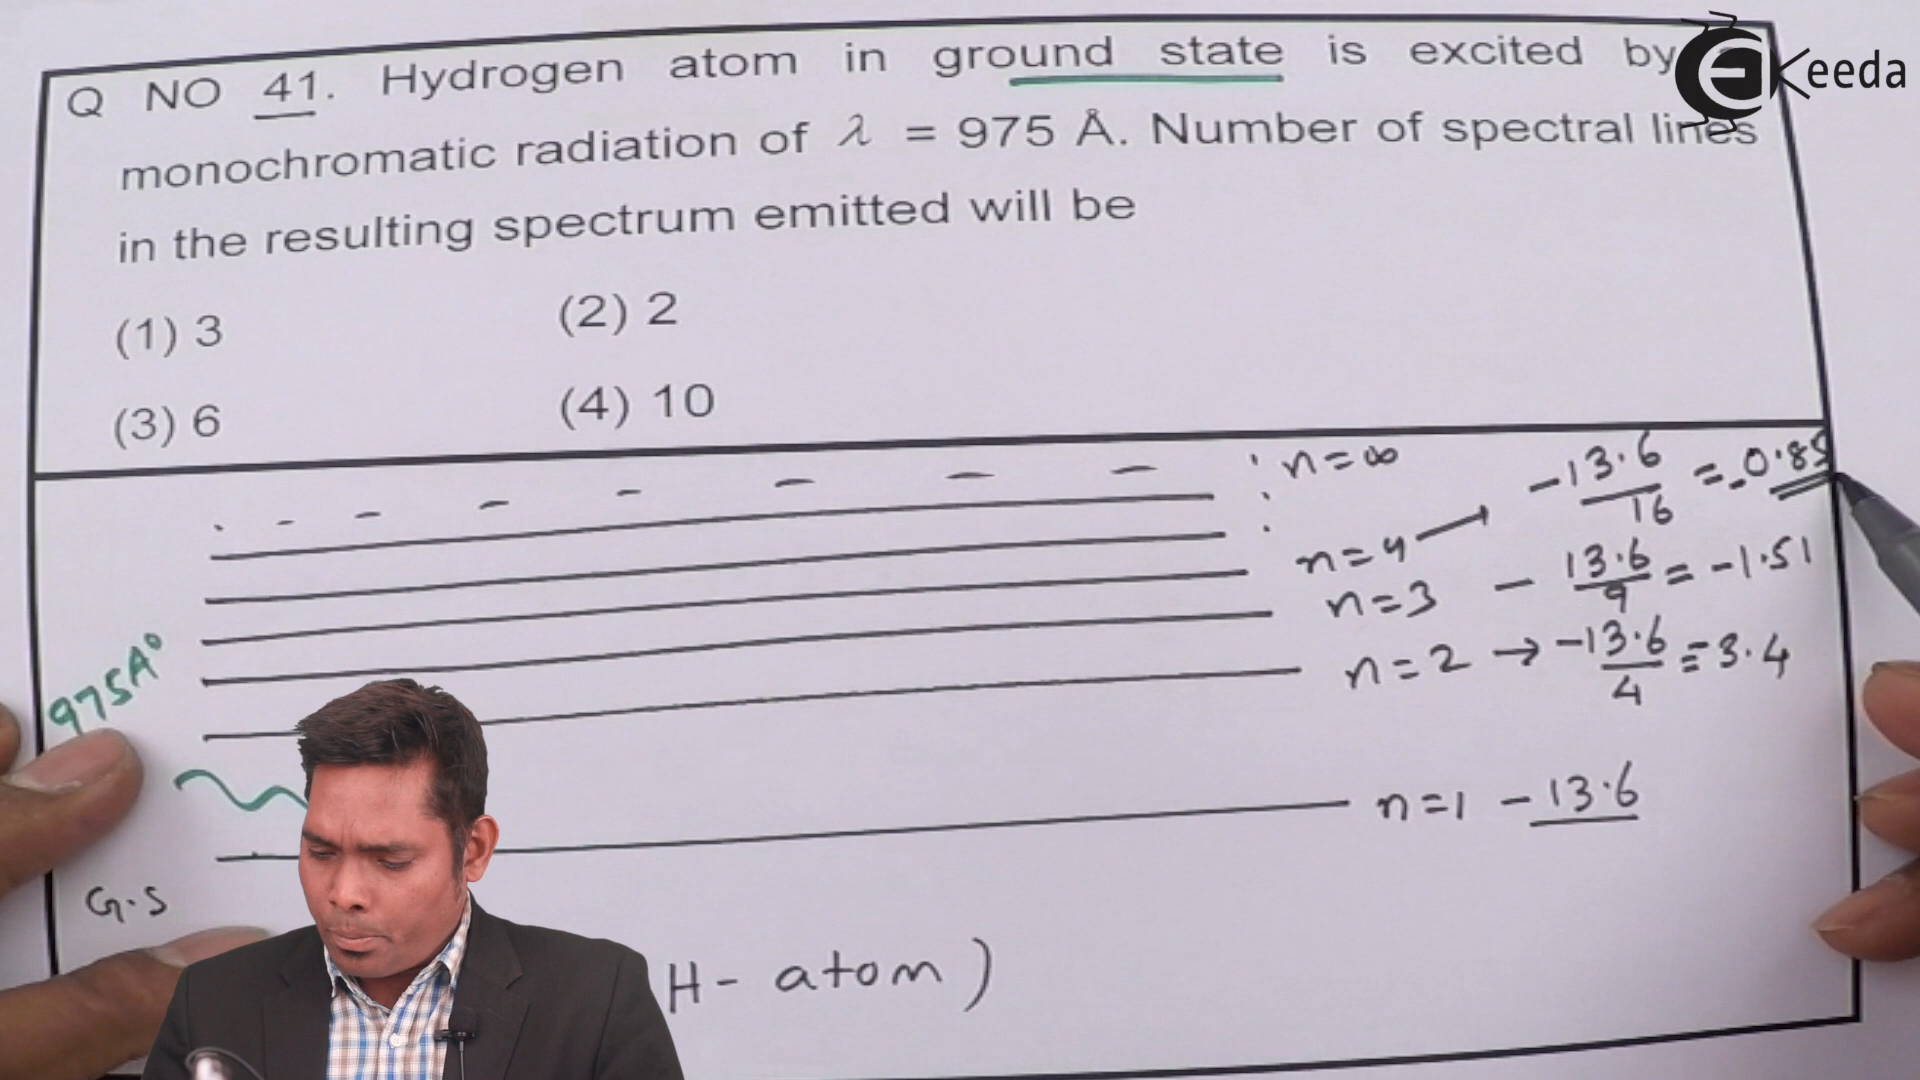 Q NO 41. Hydrogen atom in ground state is excited by
monochromatic radiation of λ = 975 Å. Number of spectral lines
in the resulting spectrum emitted will be
(1) 3 (2) 2
(3) 6 (4) 10
Keeda
n=∞
n=4 → -13.6/16 = -0.85
n=3 - 13.6/9 = -1.51
n=2 → -13.6/4 = -3.4
975A°
n=1 -13.6
G.S
H- atom)